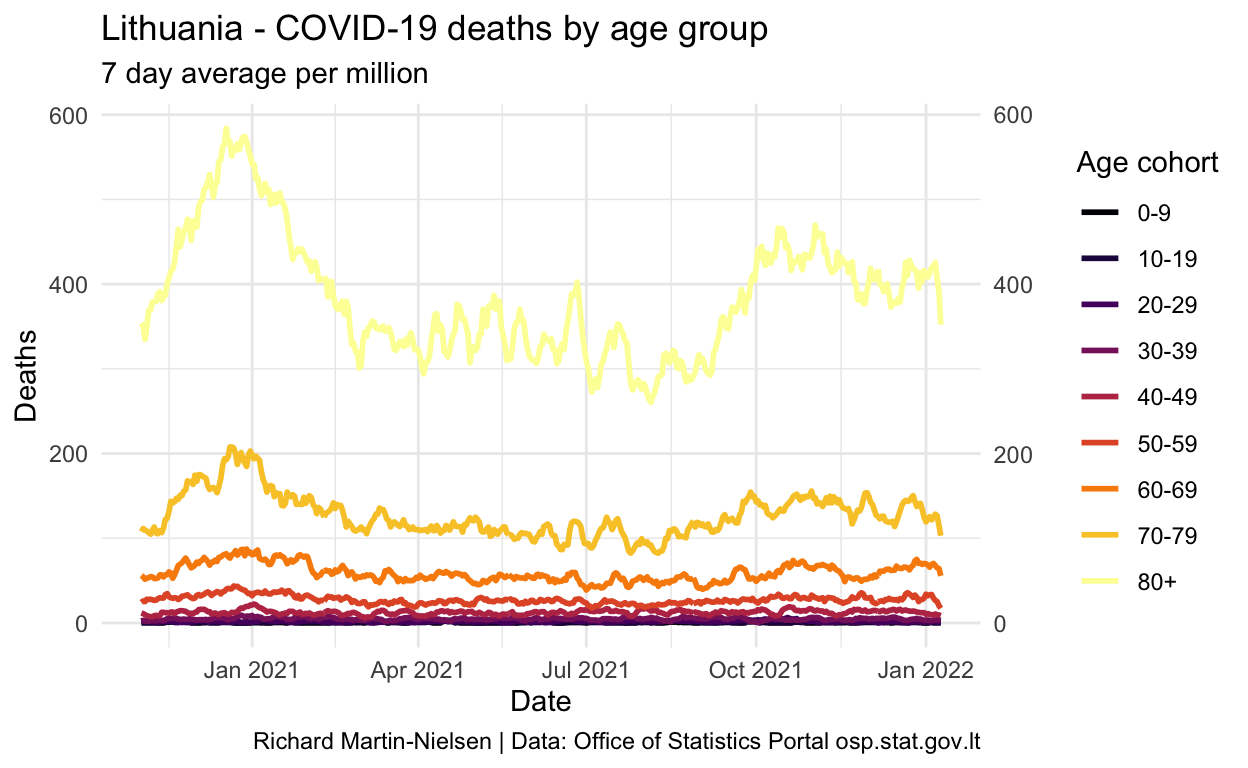 Lithuania - COVID-19 deaths by age group
7 day average per million
600
400
200
0
600
400
200
0
Deaths
Jan 2021
Apr 2021
Jul 2021
Oct 2021
Jan 2022
Date
Age cohort
0-9
10-19
20-29
30-39
40-49
50-59
60-69
70-79
80+
Richard Martin-Nielsen | Data: Office of Statistics Portal osp.stat.gov.lt